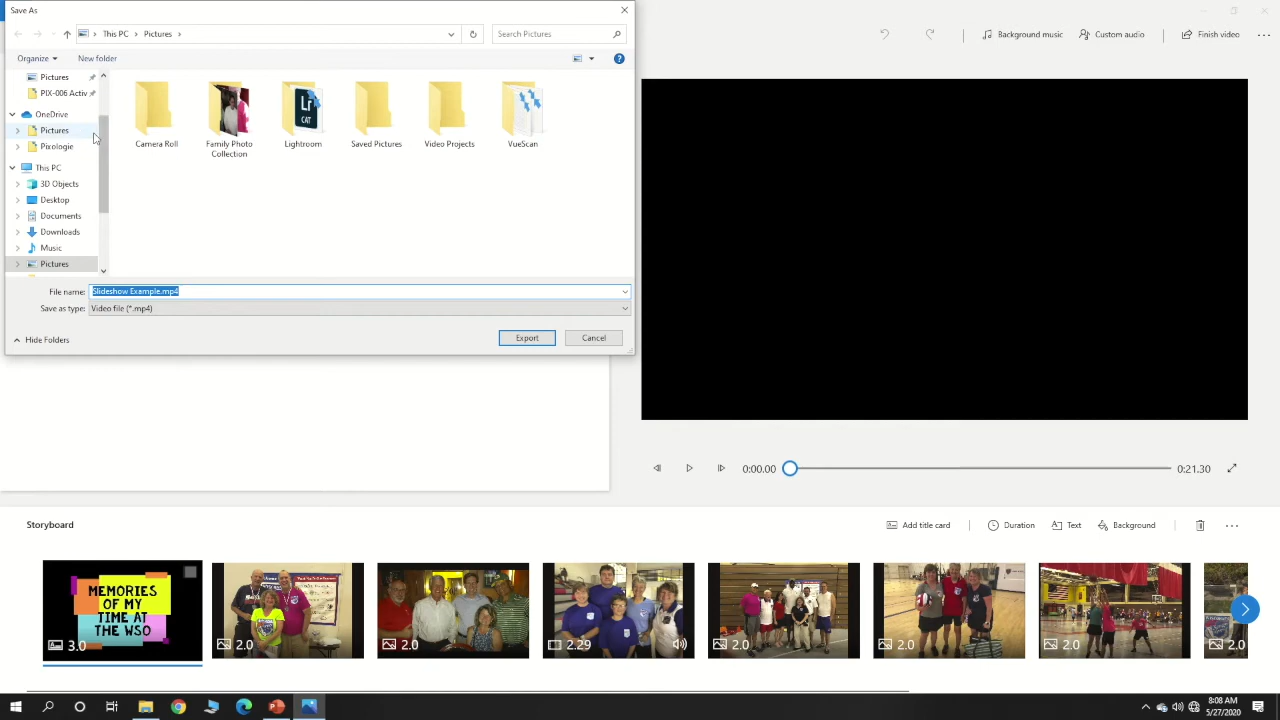 Save As
This PC
Pictures
Search Pictures
Background music
Custom audio
Finish video
Organize
New folder
Pictures
PIX-006 Activ
OneDrive
Pictures
Pixologie
This PC
3D Objects
Desktop
Documents
Downloads
Music
Pictures
Camera Roll
Family Photo
Collection
Lr
CAT
Lightroom
Saved Pictures
Video Projects
VueScan
File name: Slideshow Example.mp4
Save as type: Video file (*.mp4)
Hide Folders
Export
Cancel
0:00.00
0:21.30
Storyboard
Add title card
Duration
Text
Background
MEMORIES
OF MY
TIME AT
THE WSO
3.0
2.0
2.0
2.29
2.0
2.0
2.0
2.0
8:08 AM
5/27/2020